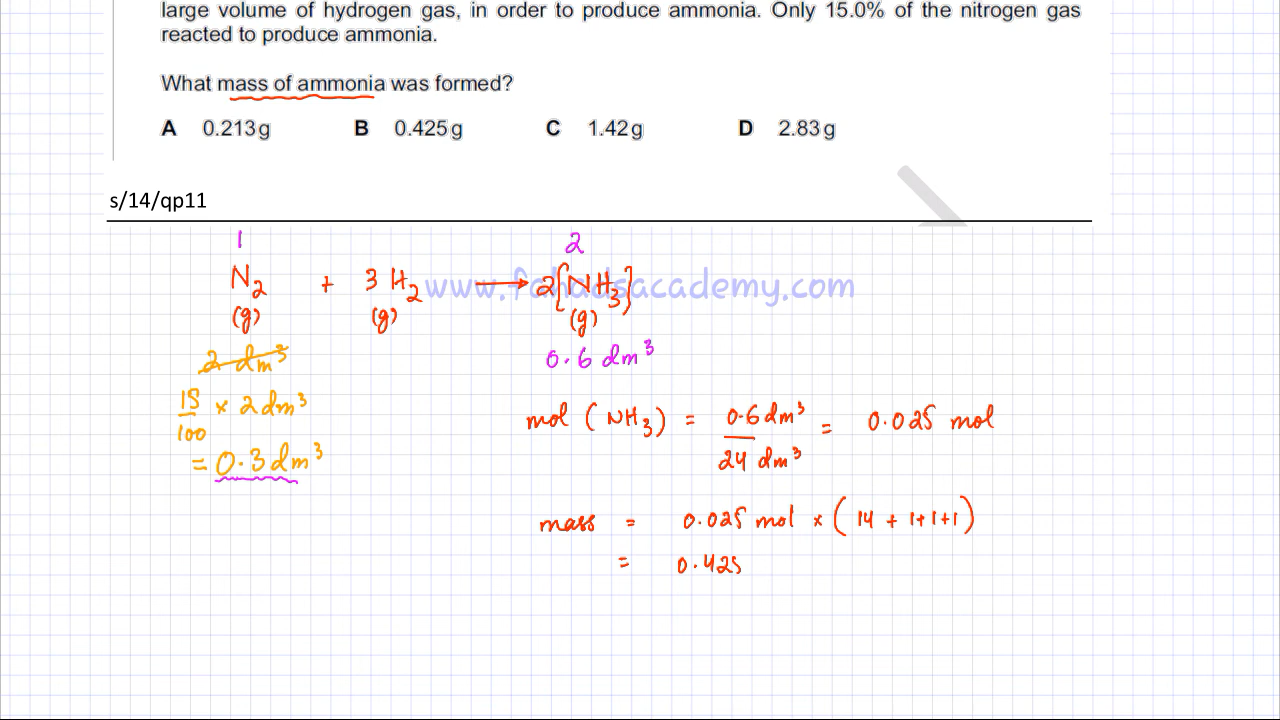 large volume of hydrogen gas, in order to produce ammonia. Only 15.0% of the nitrogen gas
reacted to produce ammonia.
What mass of ammonia was formed?
A 0.213 g B 0.425 g C 1.42 g D 2.83 g
s/14/qp11
1 2
N₂ + 3 H₂ → 2{NH₃}
www.fahadsacademy.com
(g) (g) (g)
2 dm³ 0.6 dm³
15/100 × 2 dm³
= 0.3 dm³
mol (NH₃) = 0.6 dm³ / 24 dm³ = 0.025 mol
mass = 0.025 mol × (14 + 1+1+1)
= 0.425